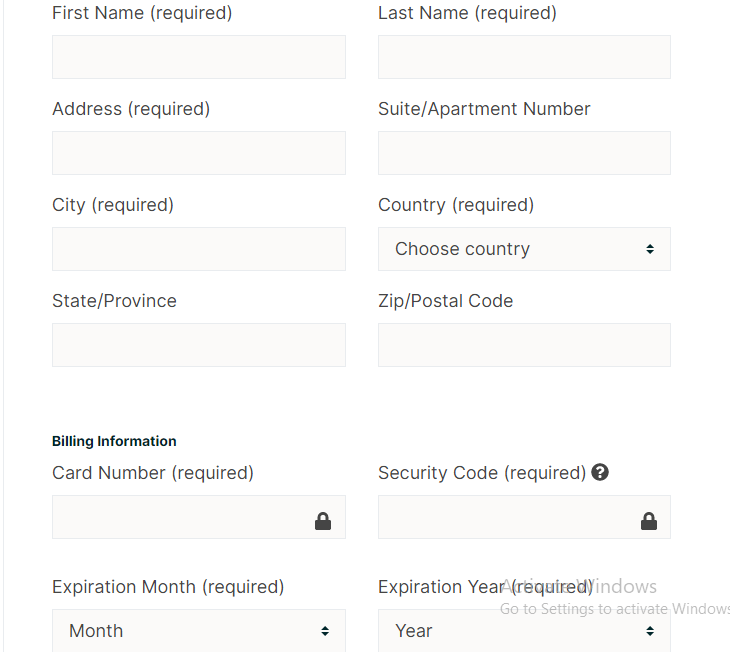 First Name (required) Last Name (required)
Address (required) Suite/Apartment Number
City (required) Country (required)
Choose country
State/Province Zip/Postal Code
Billing Information
Card Number (required) Security Code (required) ?
Expiration Month (required) Expiration Year (required)
Activate Windows
Go to Settings to activate Windows
Month Year